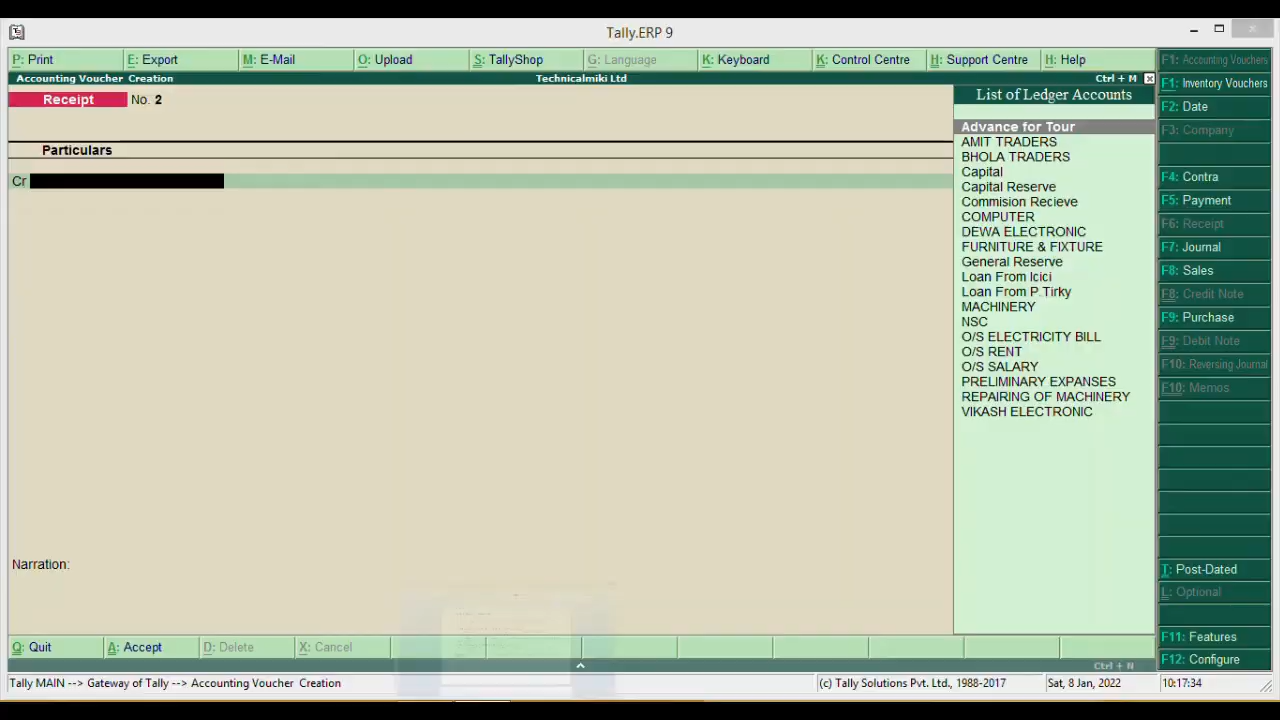 Tally.ERP 9
P: Print E: Export M: E-Mail O: Upload S: TallyShop G: Language K: Keyboard K: Control Centre H: Support Centre H: Help
Accounting Voucher Creation Technicalmiki Ltd Ctrl + M
Receipt No. 2
Particulars
Cr
Narration:
List of Ledger Accounts
Advance for Tour
AMIT TRADERS
BHOLA TRADERS
Capital
Capital Reserve
Commision Recieve
COMPUTER
DEWA ELECTRONIC
FURNITURE & FIXTURE
General Reserve
Loan From Icici
Loan From P.Tirky
MACHINERY
NSC
O/S ELECTRICITY BILL
O/S RENT
O/S SALARY
PRELIMINARY EXPANSES
REPAIRING OF MACHINERY
VIKASH ELECTRONIC
F1: Accounting Vouchers
F1: Inventory Vouchers
F2: Date
F3: Company
F4: Contra
F5: Payment
F6: Receipt
F7: Journal
F8: Sales
F8: Credit Note
F9: Purchase
F9: Debit Note
F10: Reversing Journal
F10: Memos
T: Post-Dated
L: Optional
F11: Features
F12: Configure
Q: Quit A: Accept D: Delete X: Cancel
Ctrl + N
Tally MAIN --> Gateway of Tally --> Accounting Voucher Creation (c) Tally Solutions Pvt. Ltd., 1988-2017 Sat, 8 Jan, 2022 10:17:34